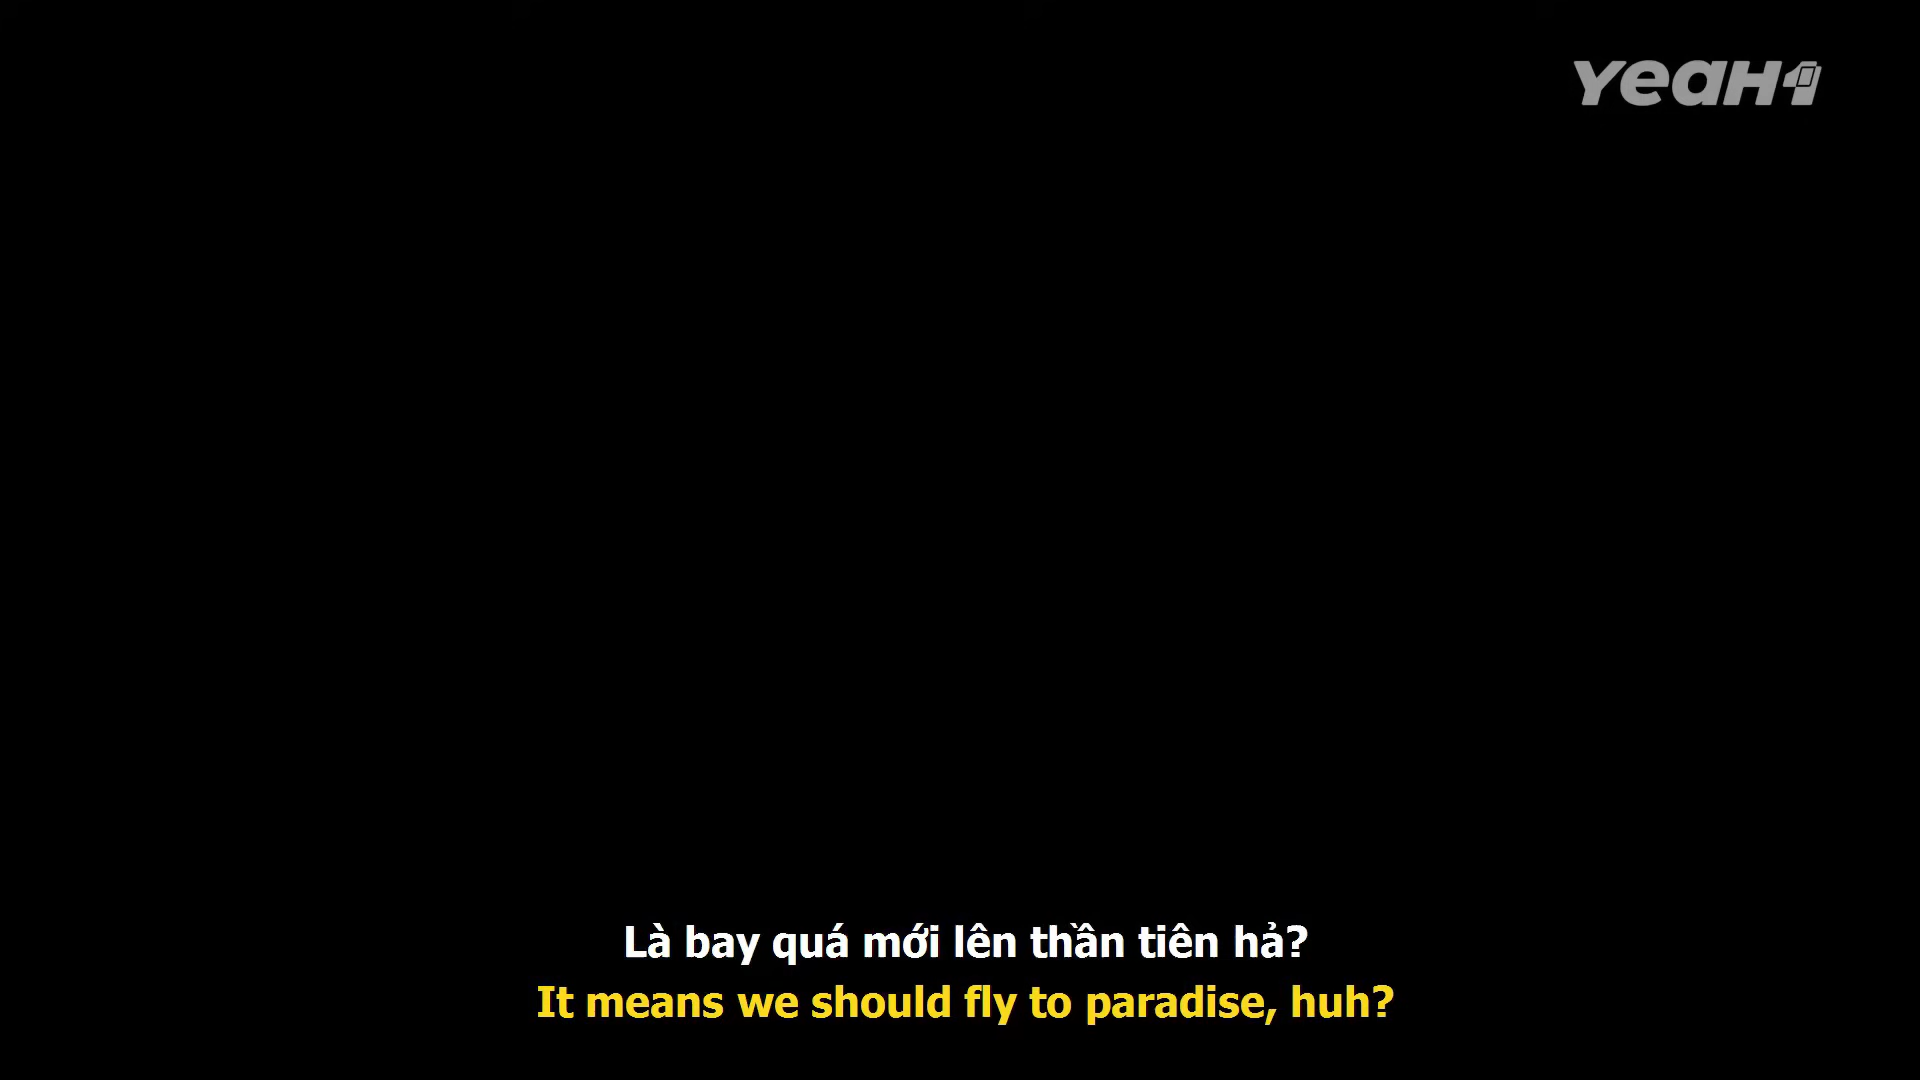 YEAH1
Là bay quá mới lên thần tiên hả?
It means we should fly to paradise, huh?